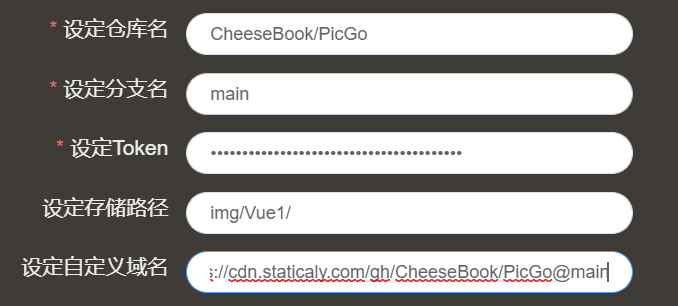 * 设定仓库名 CheeseBook/PicGo
* 设定分支名 main
* 设定Token ••••••••••••••••••••••••••••••••••••••••
设定存储路径 img/Vue1/
设定自定义域名 s://cdn.staticaly.com/gh/CheeseBook/PicGo@main